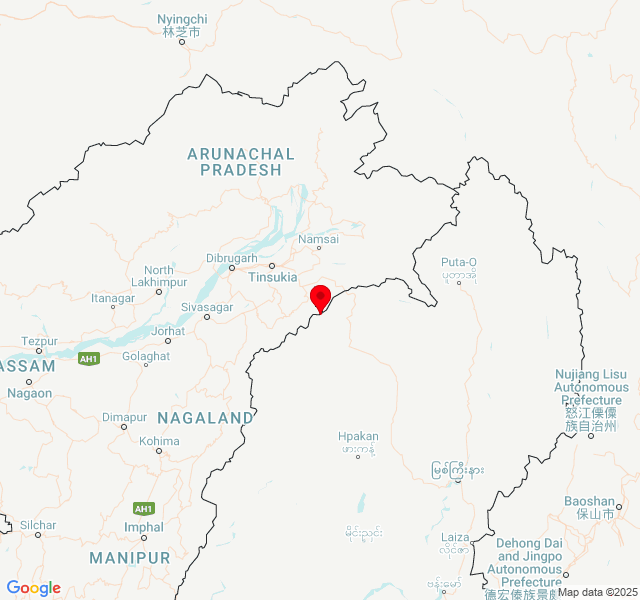 Nyingchi
林芝市
ARUNACHAL
PRADESH
Namsai
Dibrugarh
Tinsukia
Puta-O
ပူတာအို
North
Lakhimpur
Itanagar
Sivasagar
Jorhat
Tezpur
AH1
Golaghat
ASSAM
Nagaon
Nujiang Lisu
Autonomous
Prefecture
怒江傈僳
族自治州
Dimapur
NAGALAND
Kohima
Hpakan
ဖားကန့်
မြစ်ကြီးနား
AH1
Baoshan
保山市
Silchar
Imphal
မိုးညှင်း
Laiza
လိုင်ဇာ
MANIPUR
Dehong Dai
and Jingpo
Autonomous
Prefecture
ဗန်းမော်
德宏傣族景颇
Google
Map data ©2025